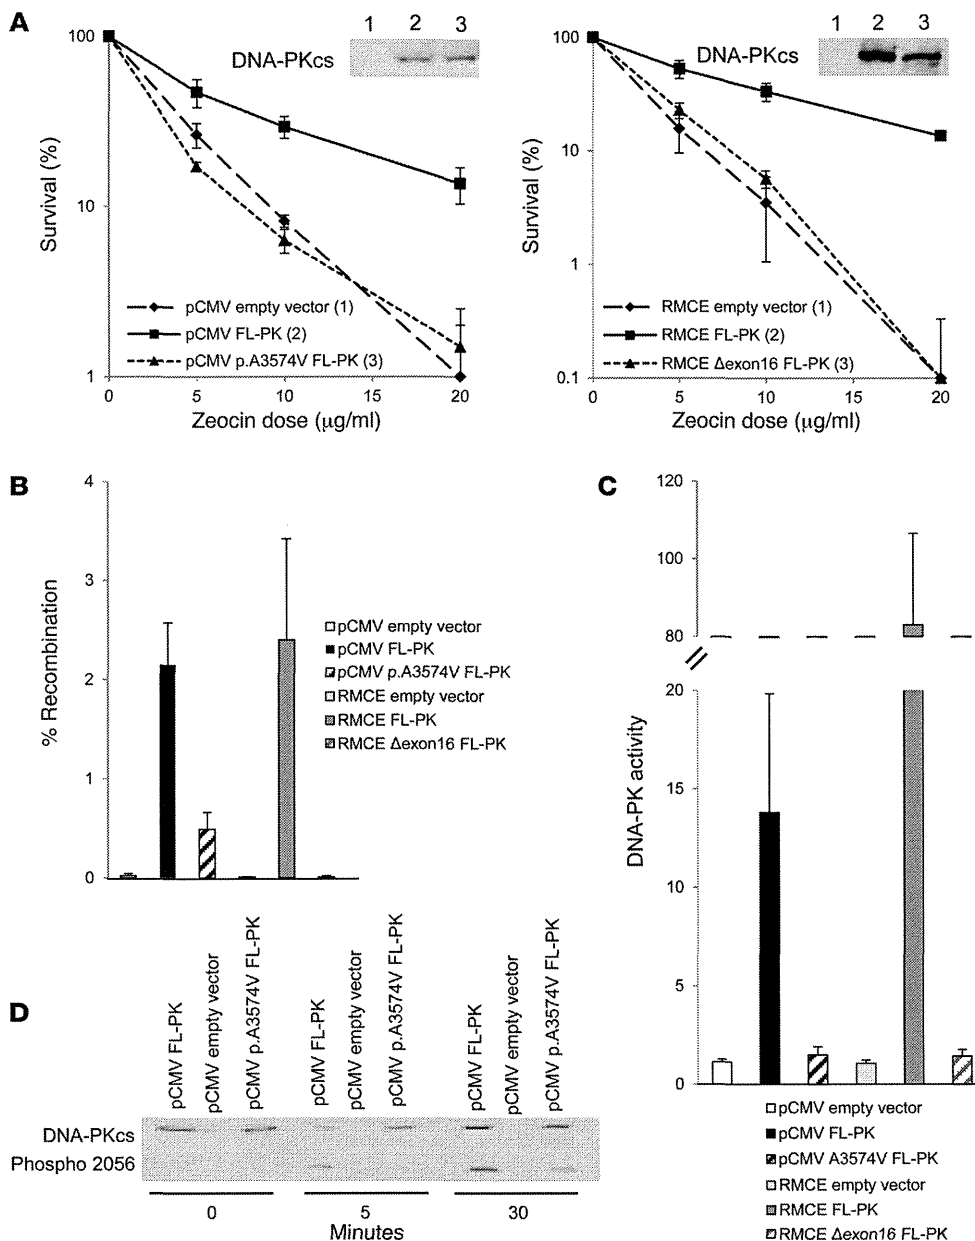 A
1 2 3
DNA-PKcs
100
10
1
Survival (%)
pCMV empty vector (1)
pCMV FL-PK (2)
pCMV p.A3574V FL-PK (3)
0 5 10 15 20
Zeocin dose (μg/ml)
1 2 3
DNA-PKcs
100
10
1
0.1
Survival (%)
RMCE empty vector (1)
RMCE FL-PK (2)
RMCE Δexon16 FL-PK (3)
0 5 10 15 20
Zeocin dose (μg/ml)
B
4
3
2
1
0
% Recombination
pCMV empty vector
pCMV FL-PK
pCMV p.A3574V FL-PK
RMCE empty vector
RMCE FL-PK
RMCE Δexon16 FL-PK
C
120
100
80
20
15
10
5
0
DNA-PK activity
pCMV empty vector
pCMV FL-PK
pCMV A3574V FL-PK
RMCE empty vector
RMCE FL-PK
RMCE Δexon16 FL-PK
D
pCMV FL-PK
pCMV empty vector
pCMV p.A3574V FL-PK
pCMV FL-PK
pCMV empty vector
pCMV p.A3574V FL-PK
pCMV FL-PK
pCMV empty vector
pCMV p.A3574V FL-PK
DNA-PKcs
Phospho 2056
0 5 30
Minutes